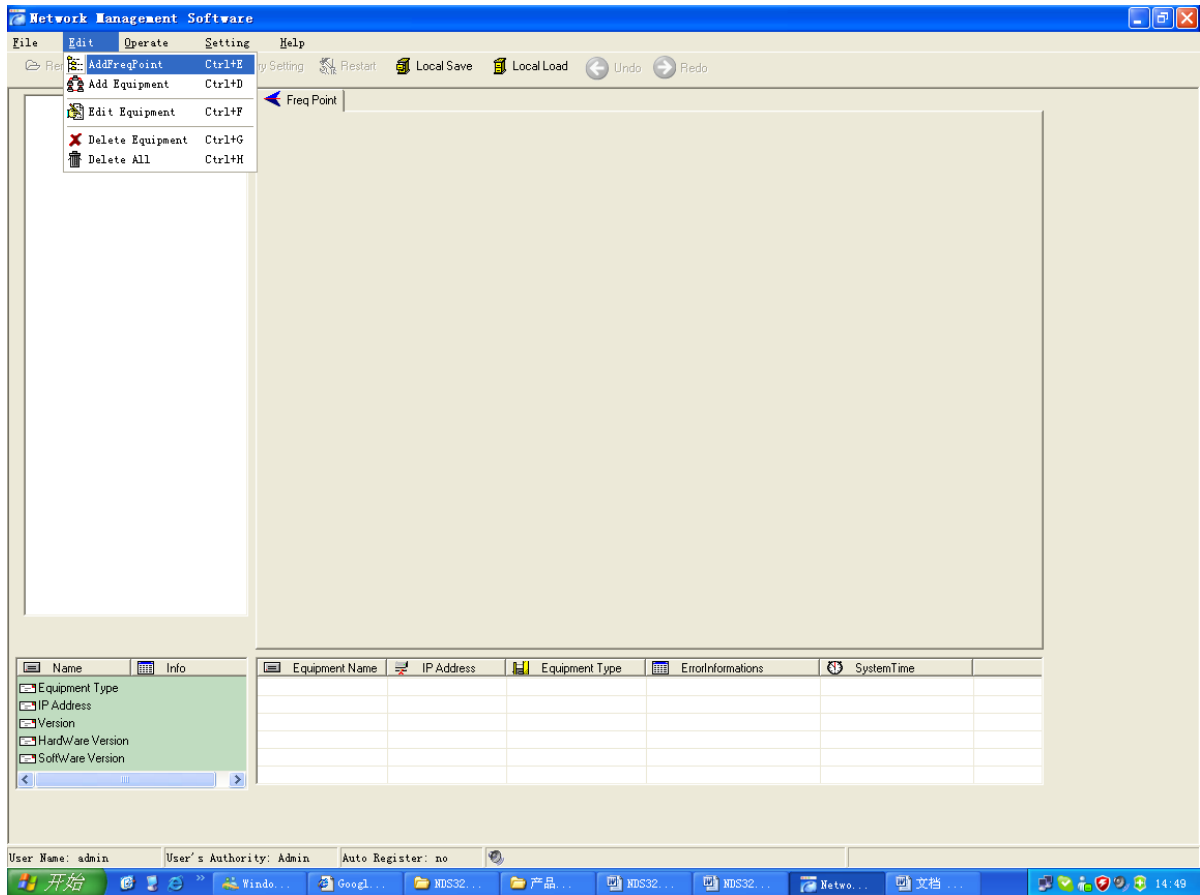 Network Management Software
File Edit Operate Setting Help
Restart Local Save Local Load Undo Redo
ry Setting
AddFreqPoint Ctrl+E
Add Equipment Ctrl+D
Edit Equipment Ctrl+F
Delete Equipment Ctrl+G
Delete All Ctrl+H
Freq Point
Name Info
Equipment Type
IP Address
Version
HardWare Version
SoftWare Version
Equipment Name IP Address Equipment Type ErrorInformations SystemTime
User Name: admin User's Authority: Admin Auto Register: no
开始 Windo... Googl... NDS32... 产品... NDS32... NDS32... Netwo... 文档 ... 14:49